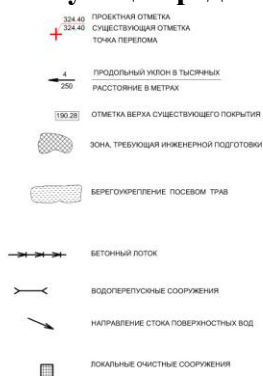 324.40 ПРОЕКТНАЯ ОТМЕТКА
324.40 СУЩЕСТВУЮЩАЯ ОТМЕТКА
ТОЧКА ПЕРЕЛОМА
4 ПРОДОЛЬНЫЙ УКЛОН В ТЫСЯЧНЫХ
250 РАССТОЯНИЕ В МЕТРАХ
190.28 ОТМЕТКА ВЕРХА СУЩЕСТВУЮЩЕГО ПОКРЫТИЯ
ЗОНА, ТРЕБУЮЩАЯ ИНЖЕНЕРНОЙ ПОДГОТОВКИ
БЕРЕГОУКРЕПЛЕНИЕ ПОСЕВОМ ТРАВ
БЕТОННЫЙ ЛОТОК
ВОДОПЕРЕПУСКНЫЕ СООРУЖЕНИЯ
НАПРАВЛЕНИЕ СТОКА ПОВЕРХНОСТНЫХ ВОД
ЛОКАЛЬНЫЕ ОЧИСТНЫЕ СООРУЖЕНИЯ